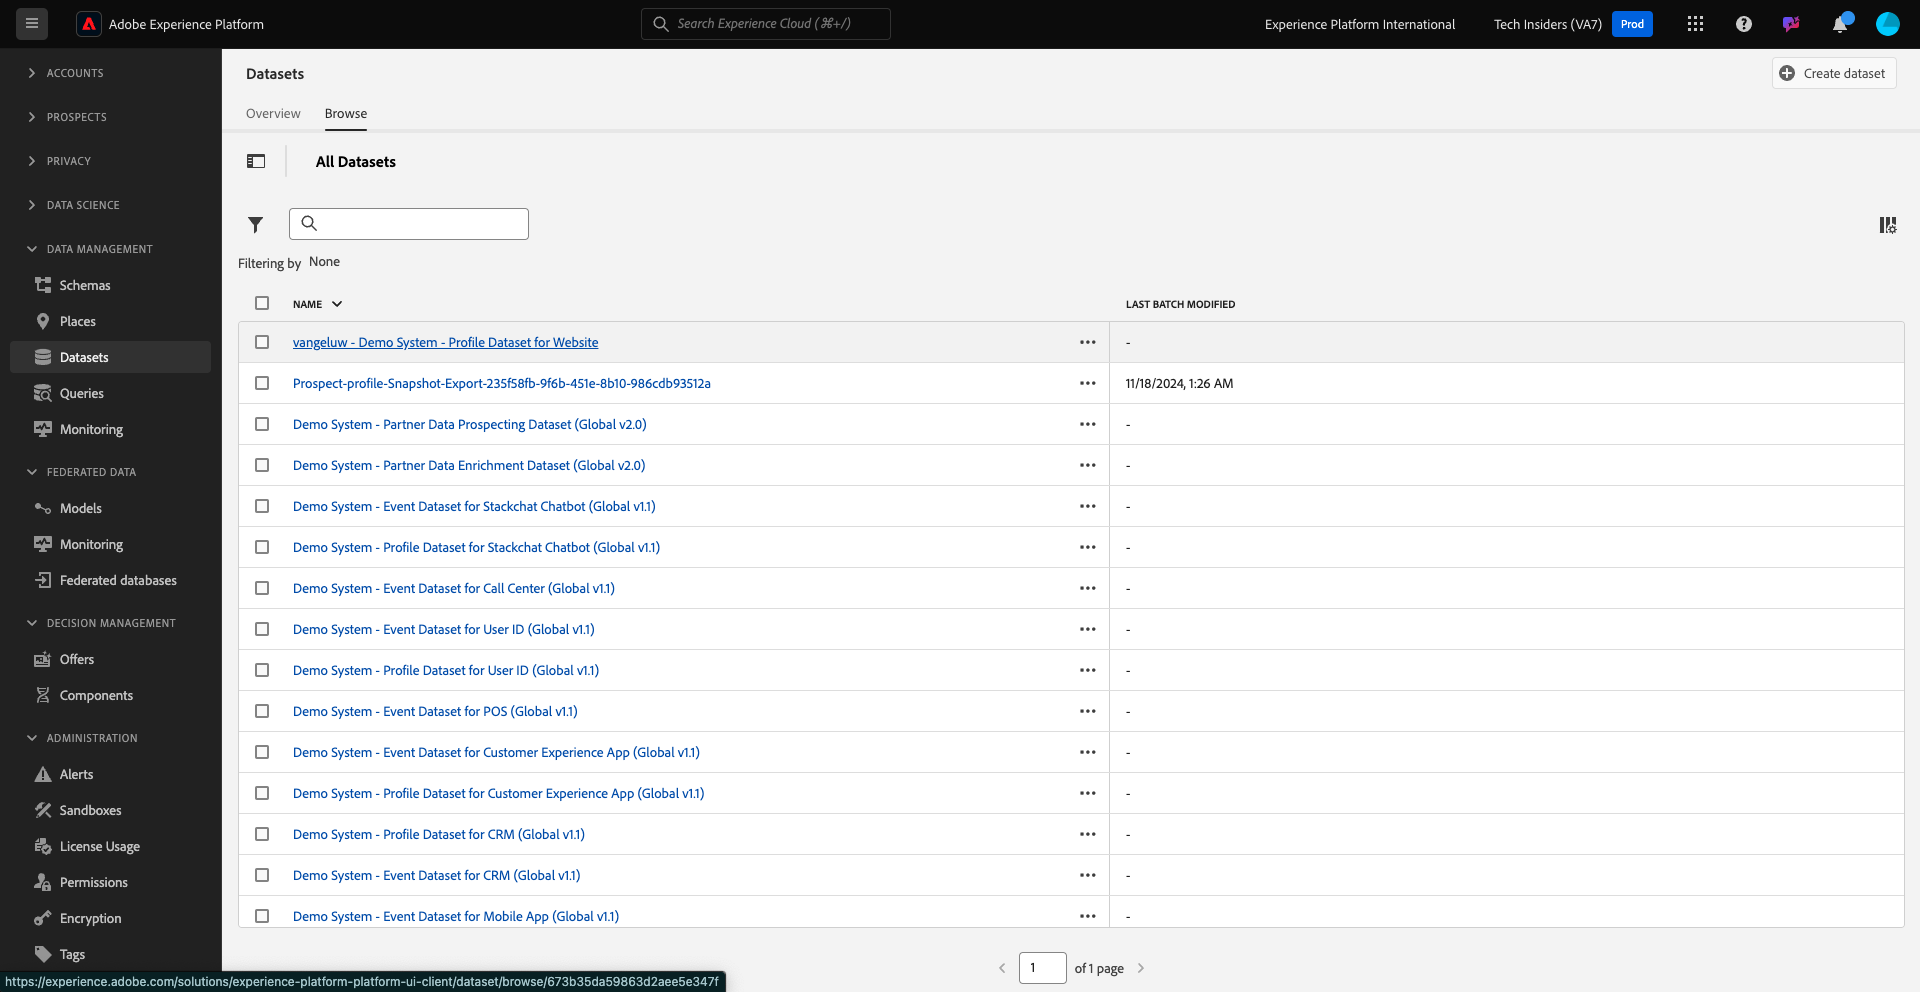 Adobe Experience Platform
Search Experience Cloud (⌘+/)
Experience Platform International
Tech Insiders (VA7)
Prod
ACCOUNTS
PROSPECTS
PRIVACY
DATA SCIENCE
DATA MANAGEMENT
Schemas
Places
Datasets
Queries
Monitoring
FEDERATED DATA
Models
Monitoring
Federated databases
DECISION MANAGEMENT
Offers
Components
ADMINISTRATION
Alerts
Sandboxes
License Usage
Permissions
Encryption
Tags
Datasets
Create dataset
Overview
Browse
All Datasets
Filtering by None
NAME
LAST BATCH MODIFIED
vangeluw - Demo System - Profile Dataset for Website ••• -
Prospect-profile-Snapshot-Export-235f58fb-9f6b-451e-8b10-986cdb93512a ••• 11/18/2024, 1:26 AM
Demo System - Partner Data Prospecting Dataset (Global v2.0) ••• -
Demo System - Partner Data Enrichment Dataset (Global v2.0) ••• -
Demo System - Event Dataset for Stackchat Chatbot (Global v1.1) ••• -
Demo System - Profile Dataset for Stackchat Chatbot (Global v1.1) ••• -
Demo System - Event Dataset for Call Center (Global v1.1) ••• -
Demo System - Event Dataset for User ID (Global v1.1) ••• -
Demo System - Profile Dataset for User ID (Global v1.1) ••• -
Demo System - Event Dataset for POS (Global v1.1) ••• -
Demo System - Event Dataset for Customer Experience App (Global v1.1) ••• -
Demo System - Profile Dataset for Customer Experience App (Global v1.1) ••• -
Demo System - Profile Dataset for CRM (Global v1.1) ••• -
Demo System - Event Dataset for CRM (Global v1.1) ••• -
Demo System - Event Dataset for Mobile App (Global v1.1) ••• -
1 of 1 page
https://experience.adobe.com/solutions/experience-platform-platform-ui-client/dataset/browse/673b35da59863d2aee5e347f